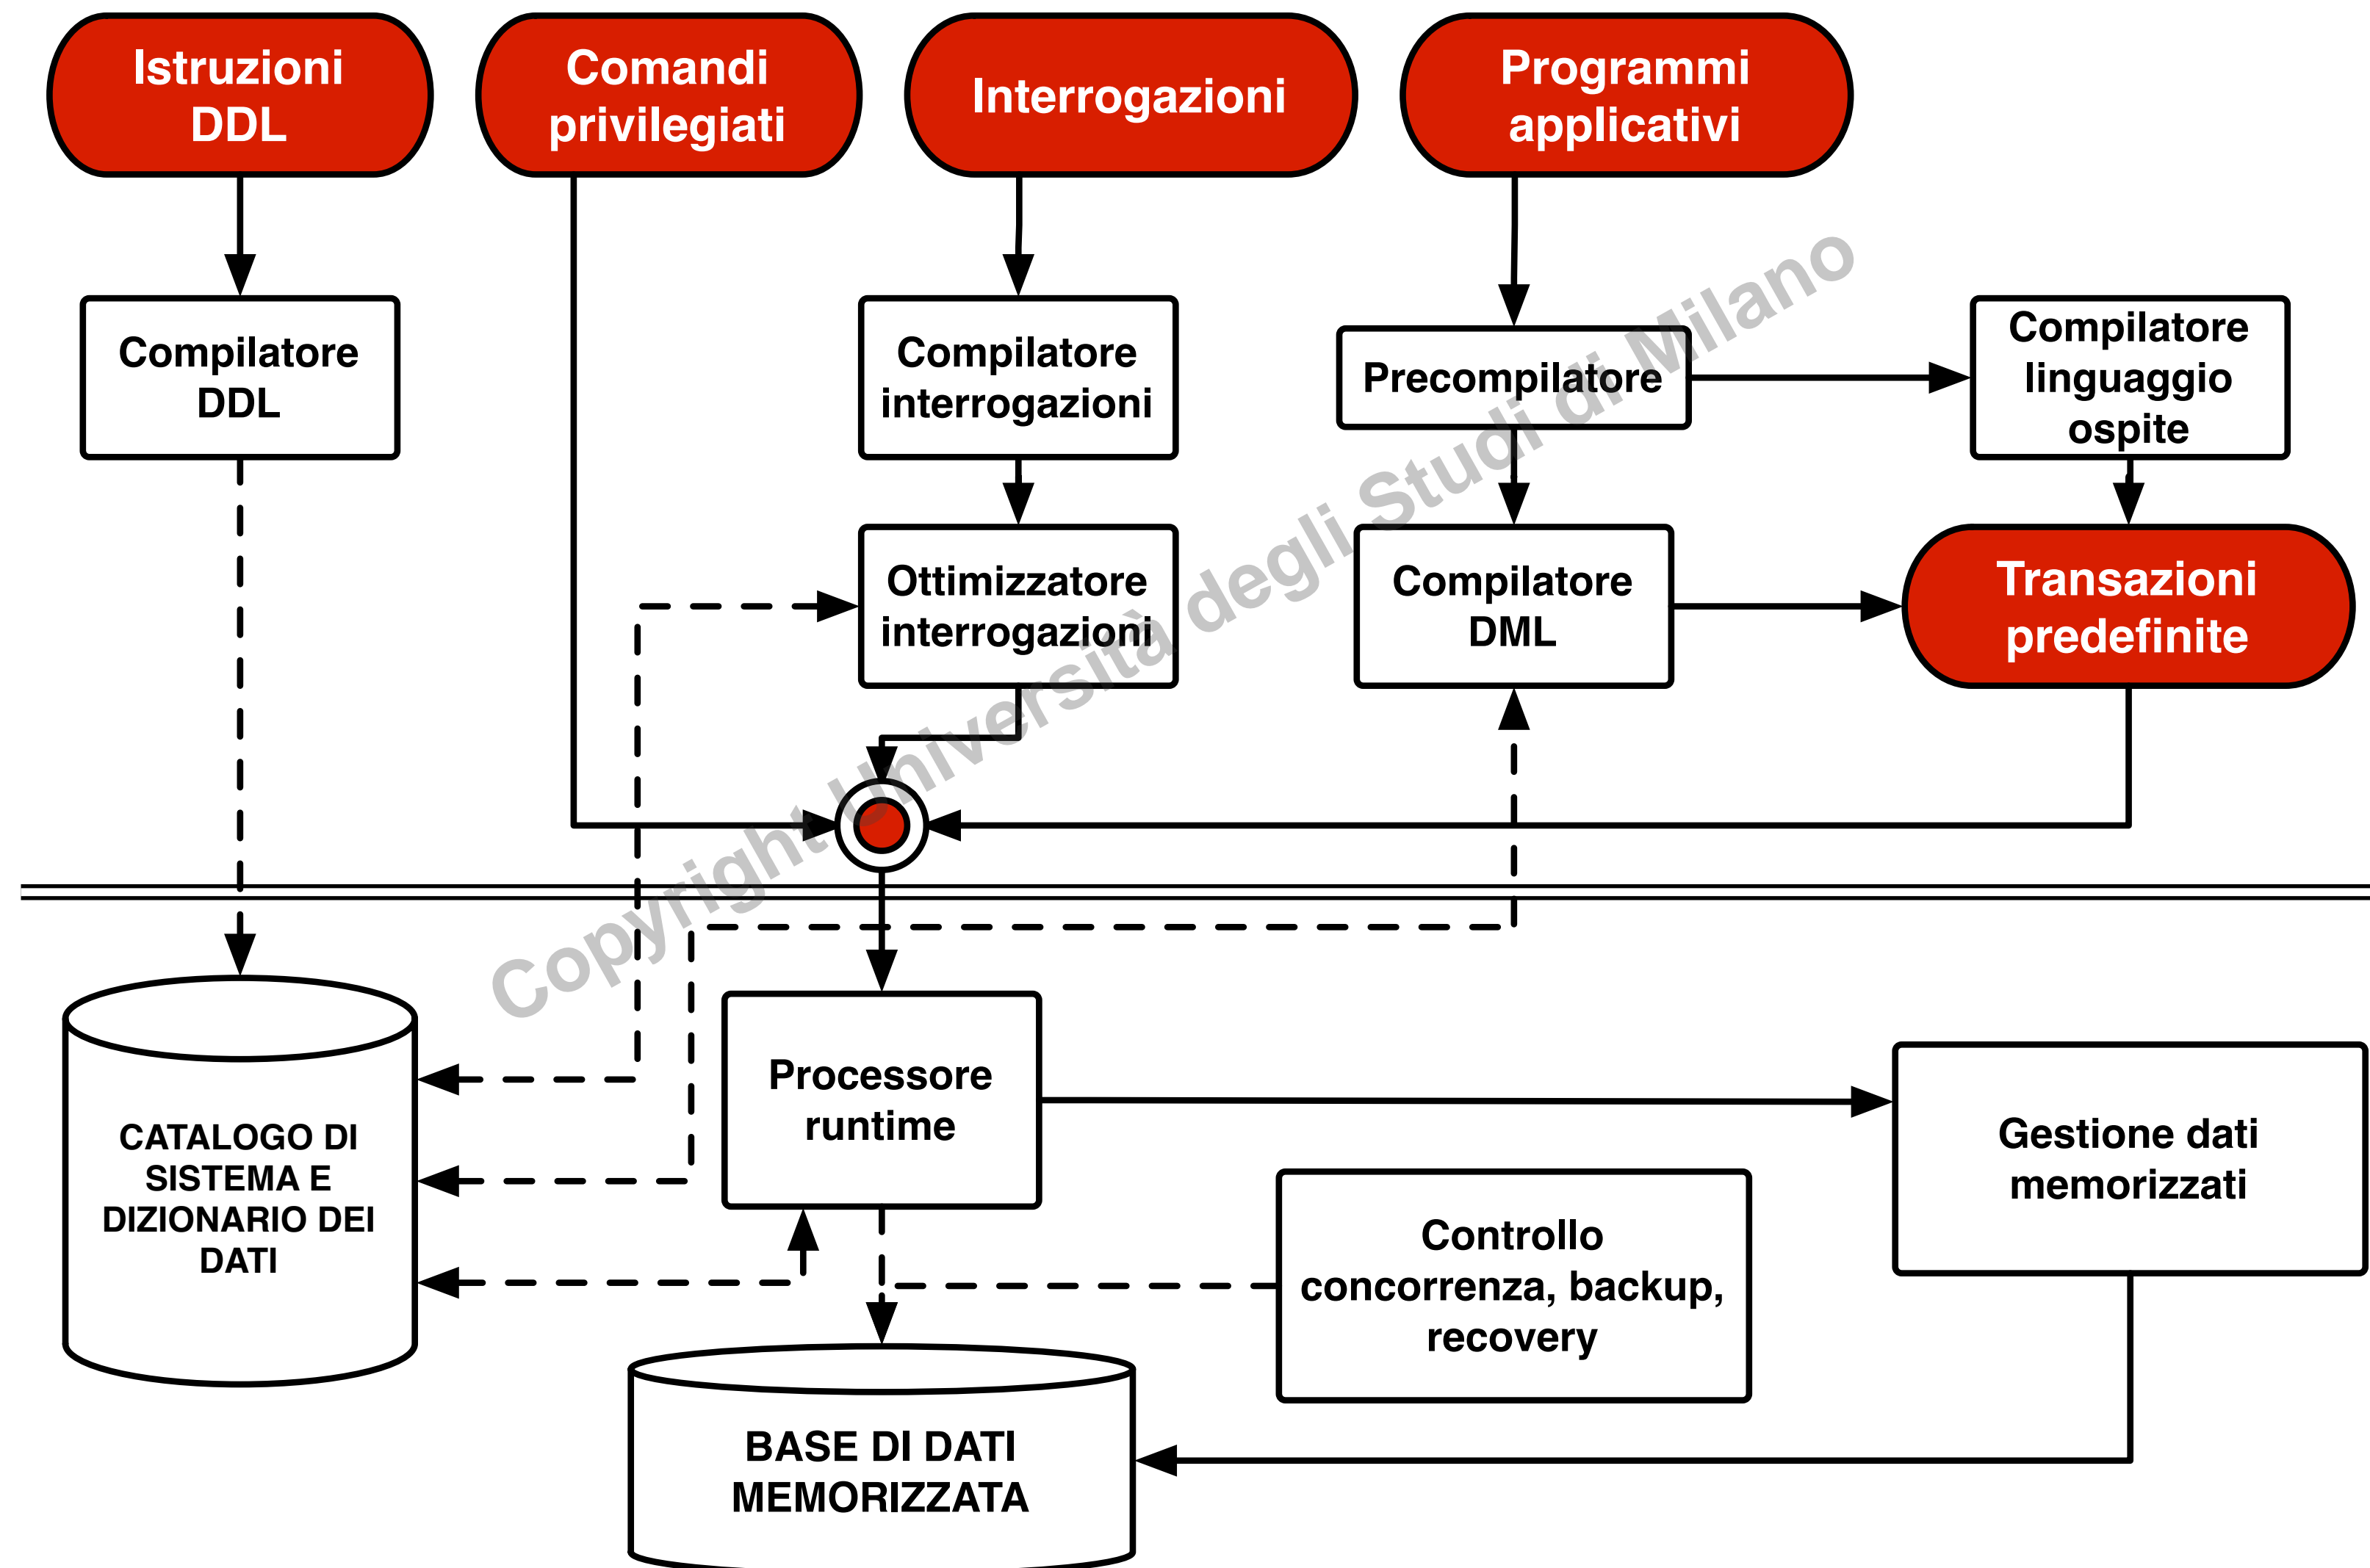 Istruzioni
DDL
Comandi
privilegiati
Interrogazioni
Programmi
applicativi
Compilatore
DDL
Compilatore
interrogazioni
Precompilatore
Compilatore
linguaggio
ospite
Ottimizzatore
interrogazioni
Compilatore
DML
Transazioni
predefinite
Copyright Università degli Studi di Milano
CATALOGO DI
SISTEMA E
DIZIONARIO DEI
DATI
Processore
runtime
Gestione dati
memorizzati
Controllo
concorrenza, backup,
recovery
BASE DI DATI
MEMORIZZATA